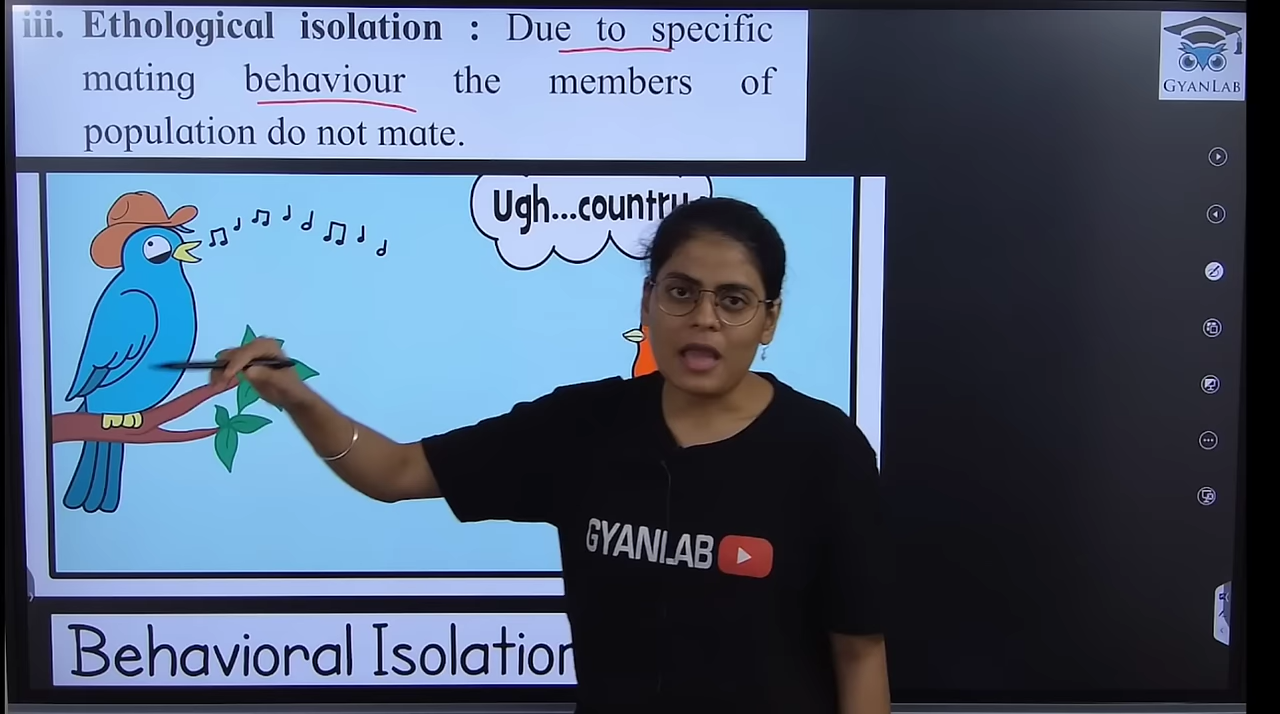 iii. Ethological isolation : Due to specific
mating behaviour the members of
population do not mate.
GYANLAB
Ugh...country
GYANLAB
Behavioral Isolation